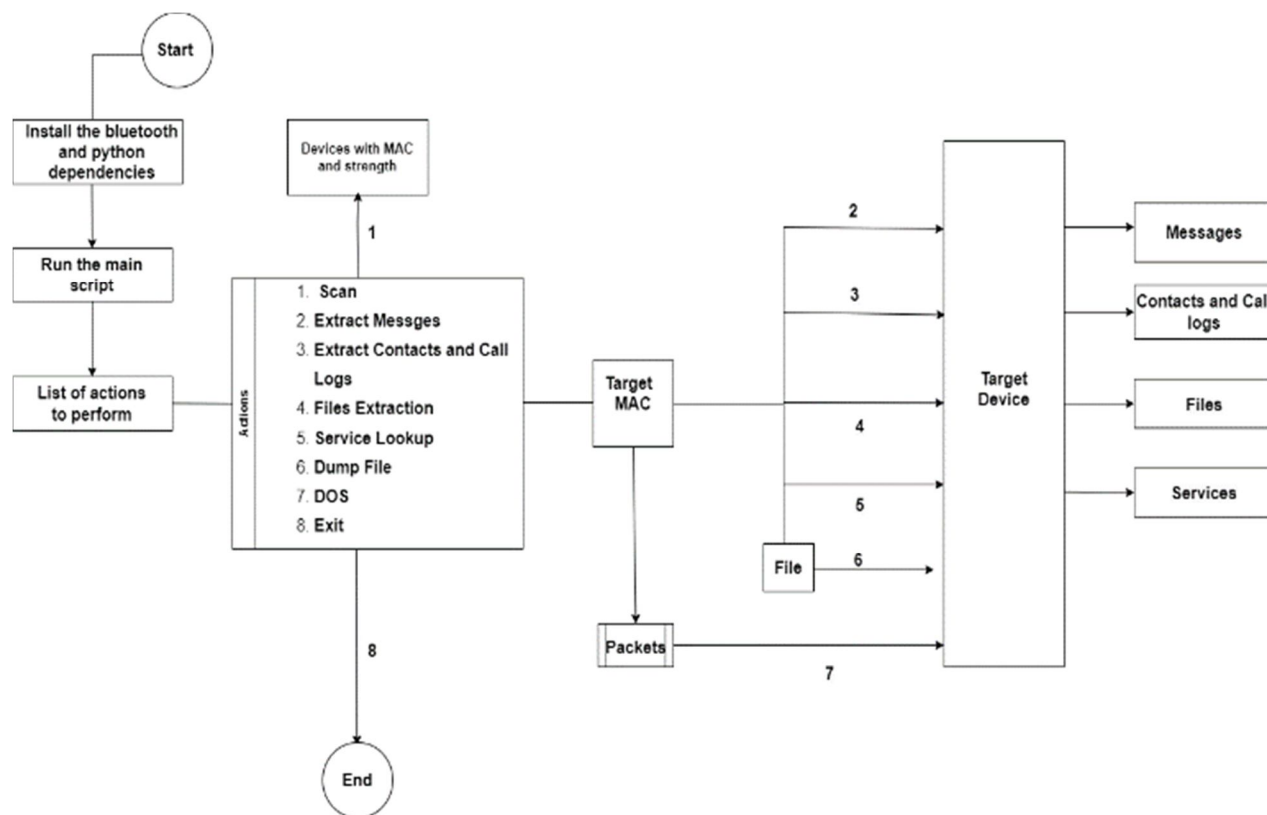 Start
Install the bluetooth
and python
dependencies
Run the main
script
List of actions
to perform
Devices with MAC
and strength
1
Actions
1. Scan
2. Extract Messges
3. Extract Contacts and Call
Logs
4. Files Extraction
5. Service Lookup
6. Dump File
7. DOS
8. Exit
8
End
Target
MAC
Packets
File
2
3
4
5
6
7
Target
Device
Messages
Contacts and Cal
logs
Files
Services